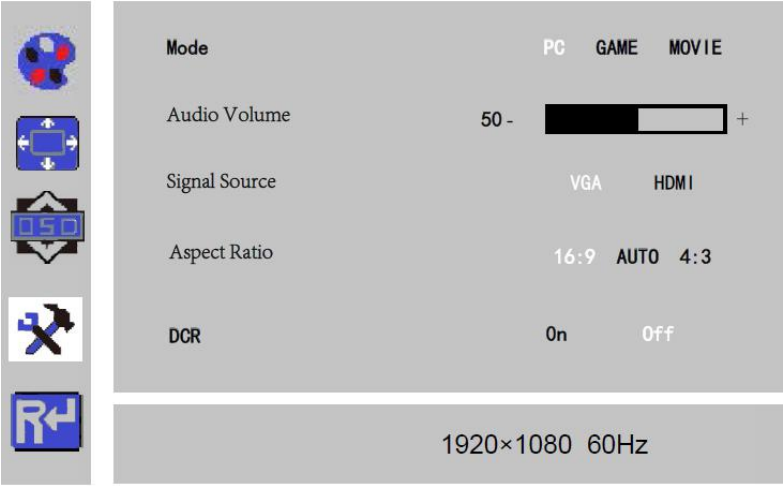 Mode PC GAME MOVIE
Audio Volume 50 - +
Signal Source VGA HDMI
OSD
Aspect Ratio 16:9 AUTO 4:3
DCR On Off
R
1920×1080 60Hz